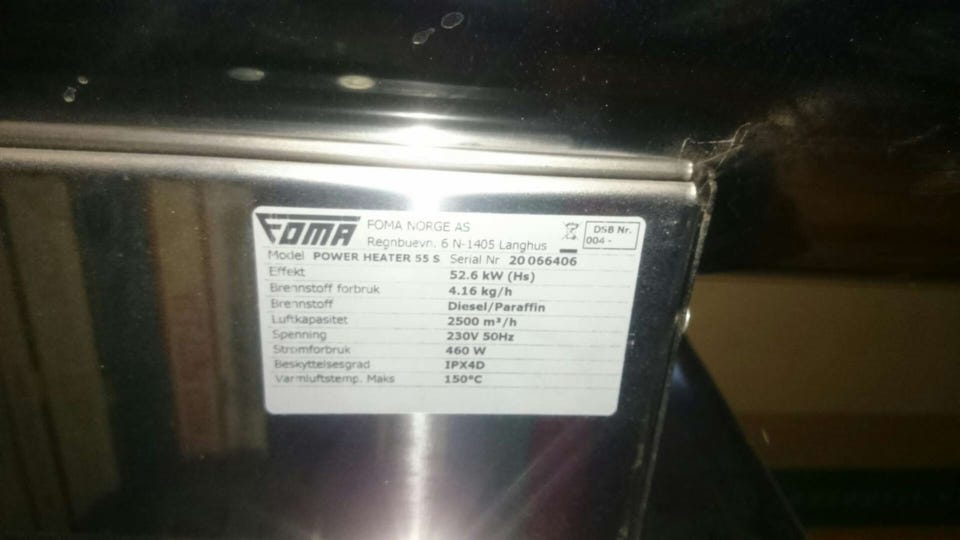 FOMA
FOMA NORGE AS
Regnbuevn. 6 N-1405 Langhus
DSB Nr.
004 -
Model POWER HEATER 55 S Serial Nr 20 066406
Effekt 52.6 kW (Hs)
Brennstoff forbruk 4.16 kg/h
Brennstoff Diesel/Paraffin
Luftkapasitet 2500 m³/h
Spenning 230V 50Hz
Strømforbruk 460 W
Beskyttelsesgrad IPX4D
Varmluftstemp. Maks 150°C